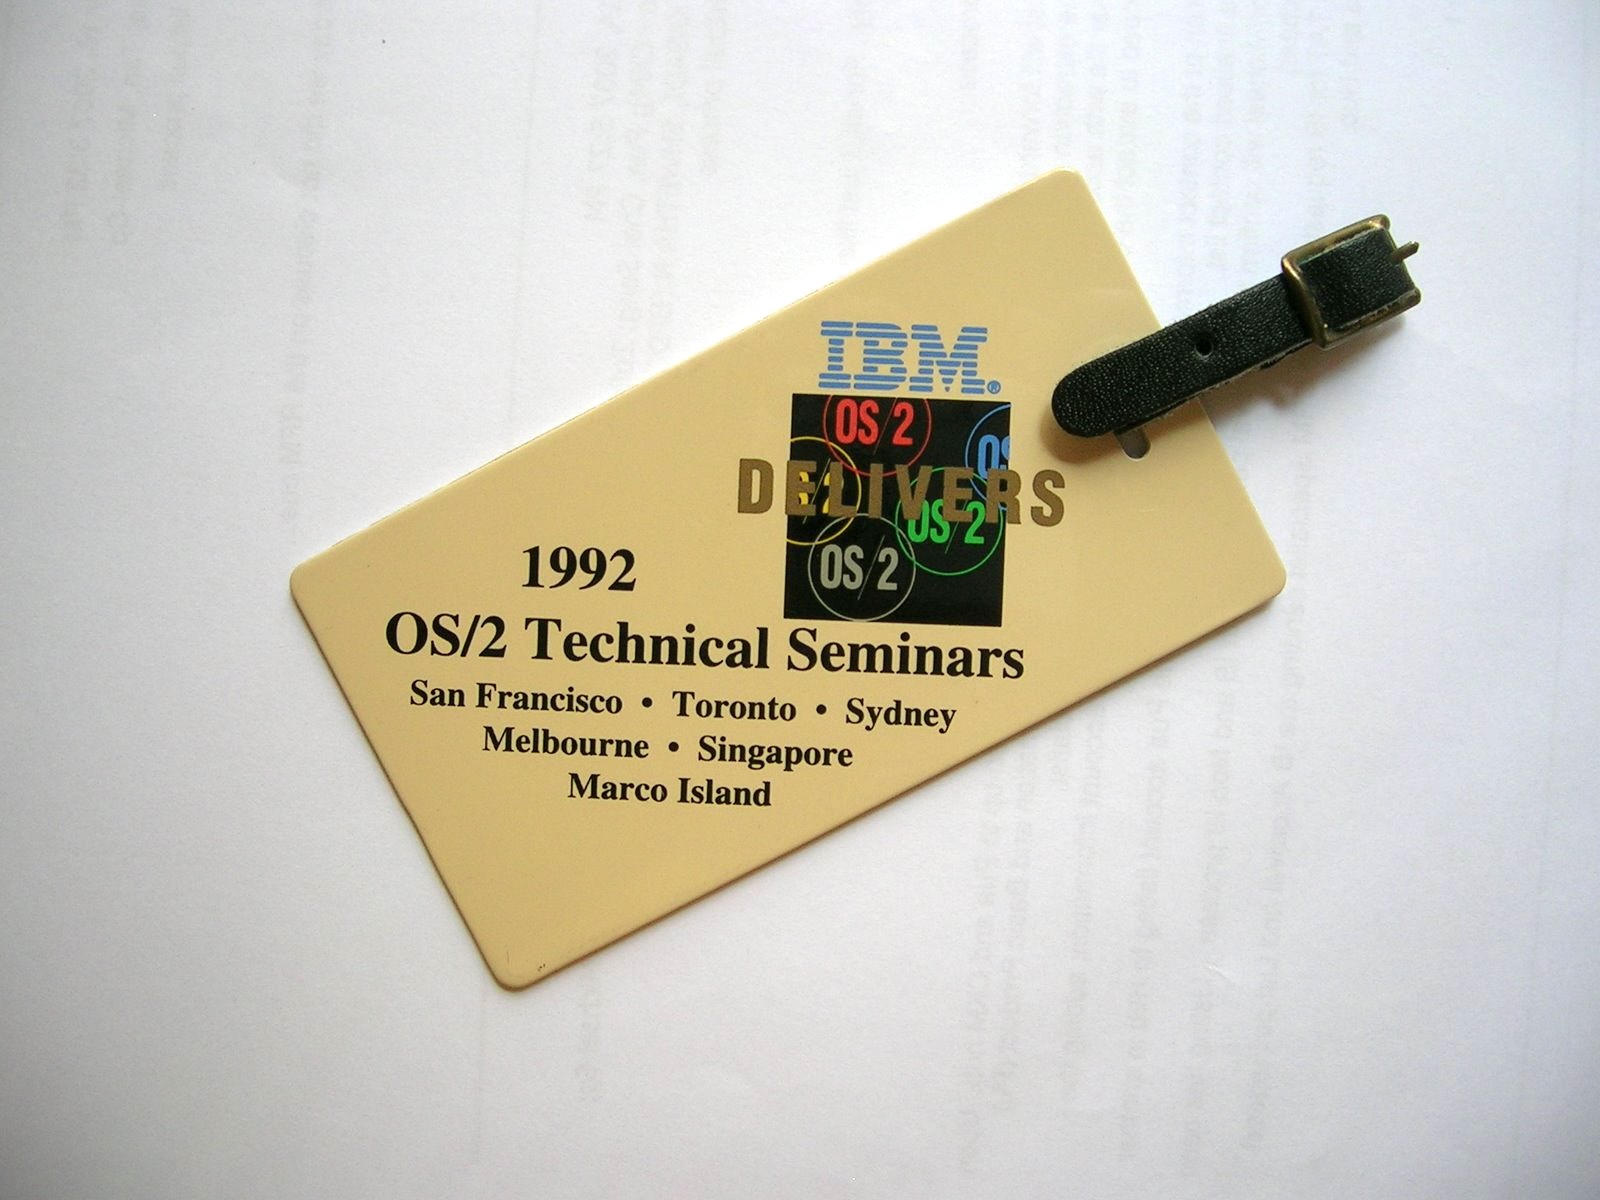 IBM®
OS/2
OS
DELIVERS
/2
OS/2
OS/2
1992
OS/2 Technical Seminars
San Francisco • Toronto • Sydney
Melbourne • Singapore
Marco Island